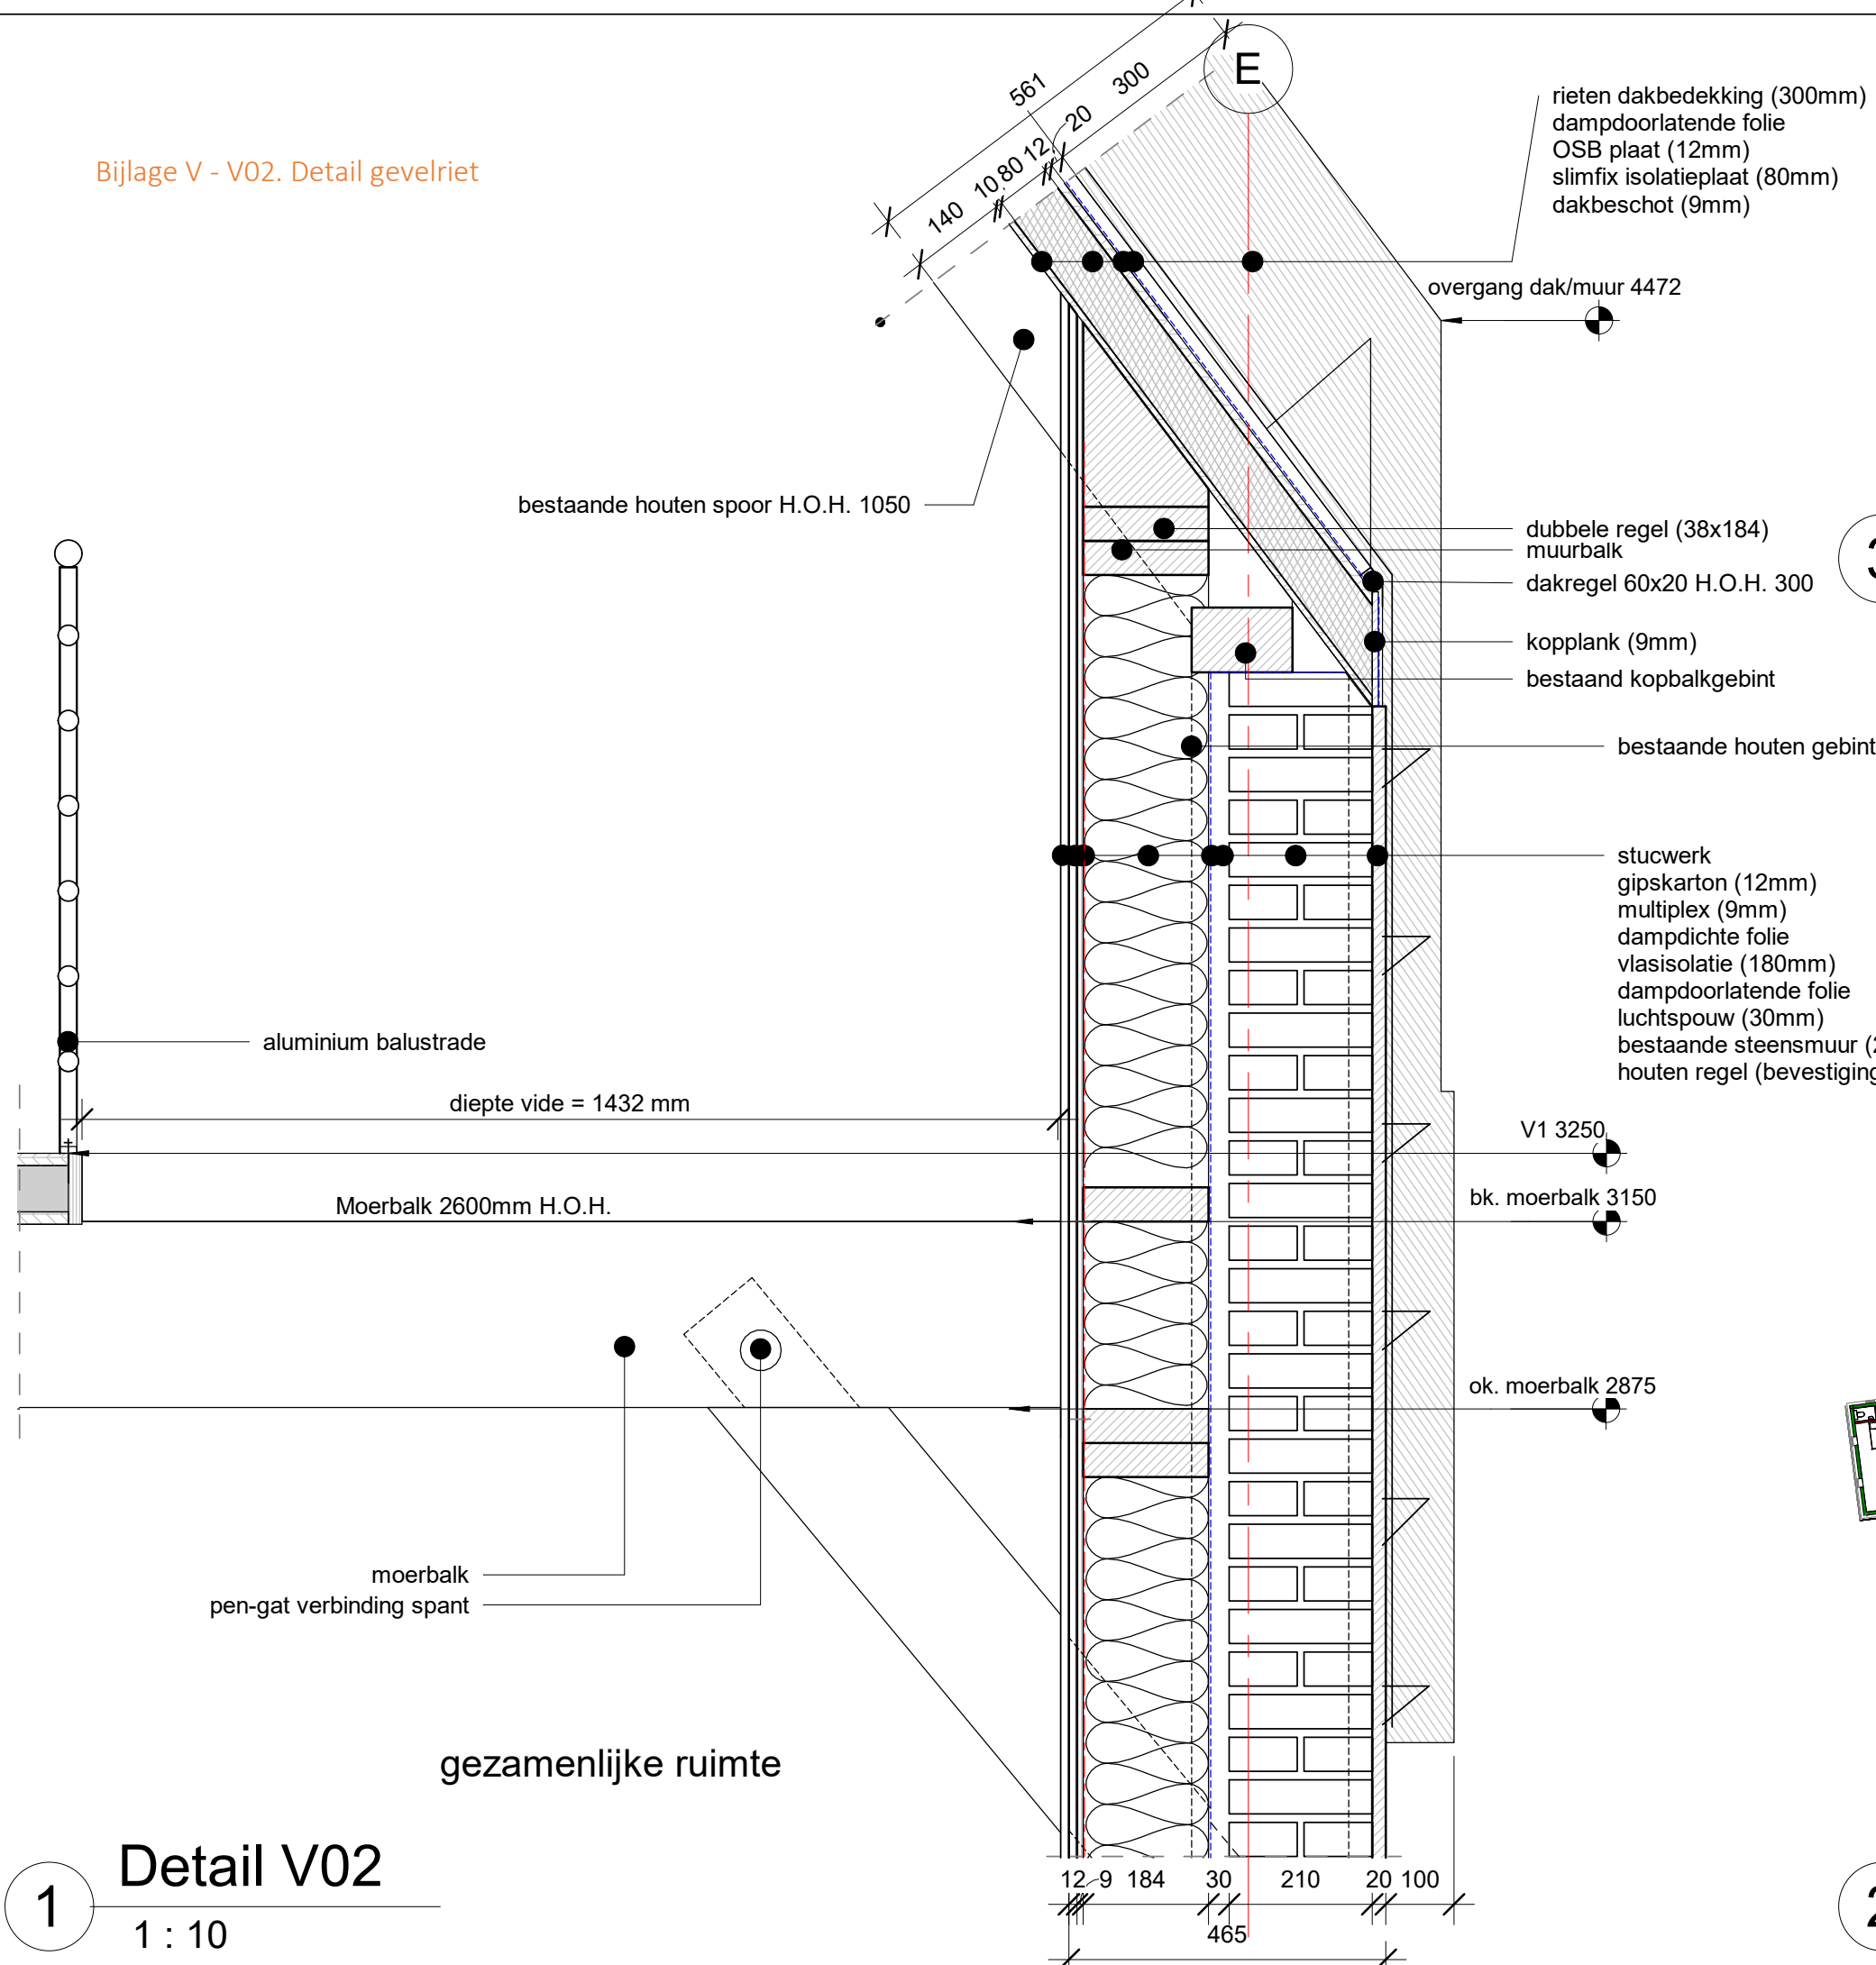 561
300
E
20
12
80
10
140
rieten dakbedekking (300mm)
dampdoorlatende folie
OSB plaat (12mm)
slimfix isolatieplaat (80mm)
dakbeschot (9mm)
Bijlage V - V02. Detail gevelriet
overgang dak/muur 4472
bestaande houten spoor H.O.H. 1050
dubbele regel (38x184)
muurbalk
dakregel 60x20 H.O.H. 300
kopplank (9mm)
bestaand kopbalkgebint
bestaande houten gebint
stucwerk
gipskarton (12mm)
multiplex (9mm)
dampdichte folie
vlasisolatie (180mm)
dampdoorlatende folie
luchtspouw (30mm)
bestaande steensmuur (
houten regel (bevestiging
aluminium balustrade
diepte vide = 1432 mm
V1 3250
Moerbalk 2600mm H.O.H.
bk. moerbalk 3150
ok. moerbalk 2875
moerbalk
pen-gat verbinding spant
gezamenlijke ruimte
1
Detail V02
1 : 10
12 9 184 30 210 20 100
465